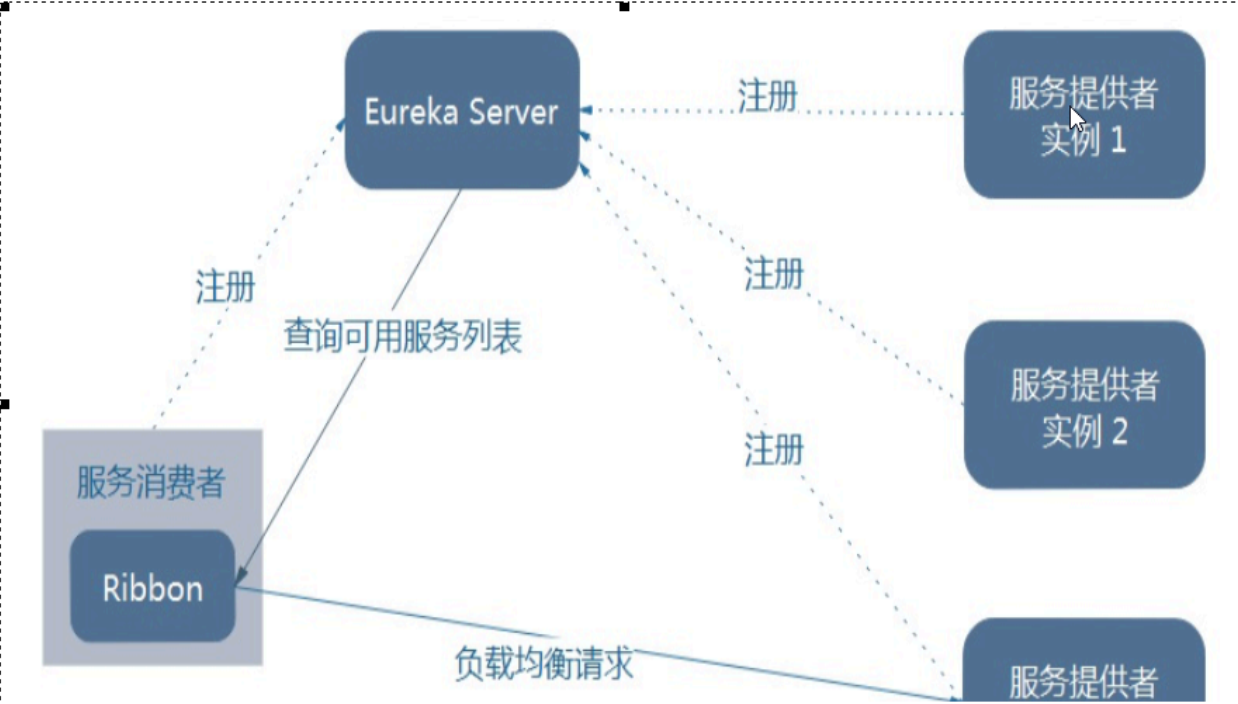 Eureka Server
注册
服务提供者
实例 1
注册
注册
查询可用服务列表
服务提供者
实例 2
注册
服务消费者
Ribbon
负载均衡请求
服务提供者